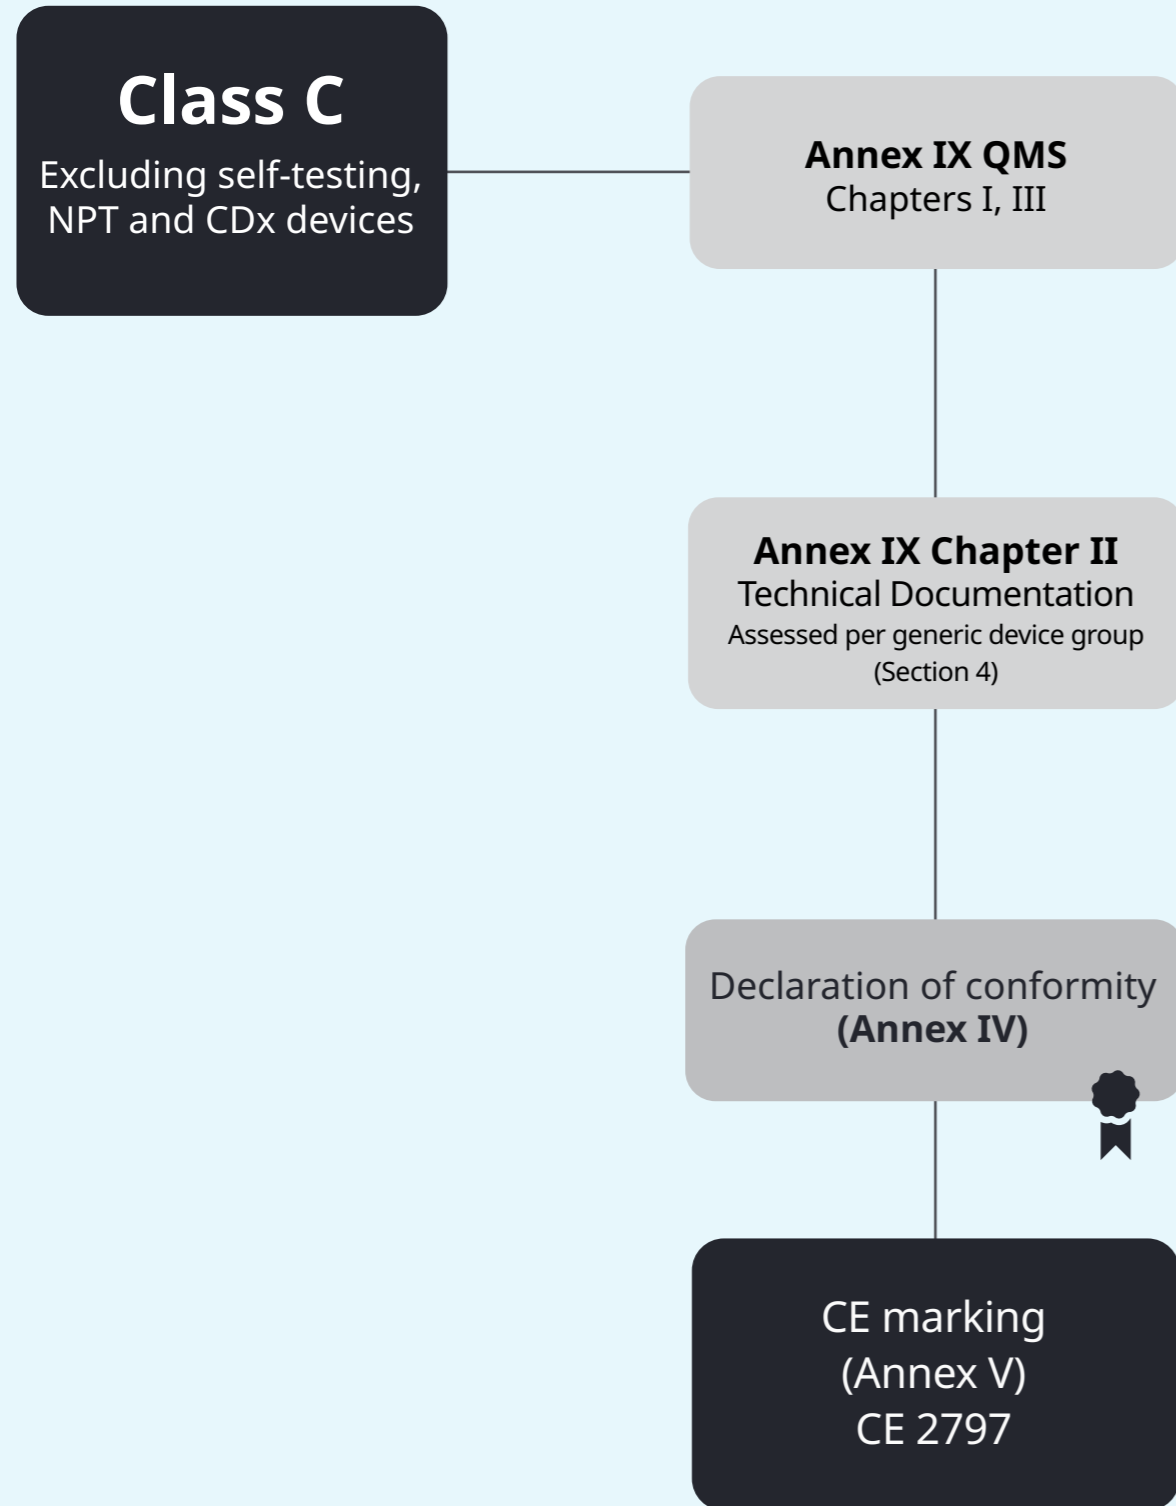 Class C
Excluding self-testing,
NPT and CDx devices
Annex IX QMS
Chapters I, III
Annex IX Chapter II
Technical Documentation
Assessed per generic device group
(Section 4)
Declaration of conformity
(Annex IV)
CE marking
(Annex V)
CE 2797